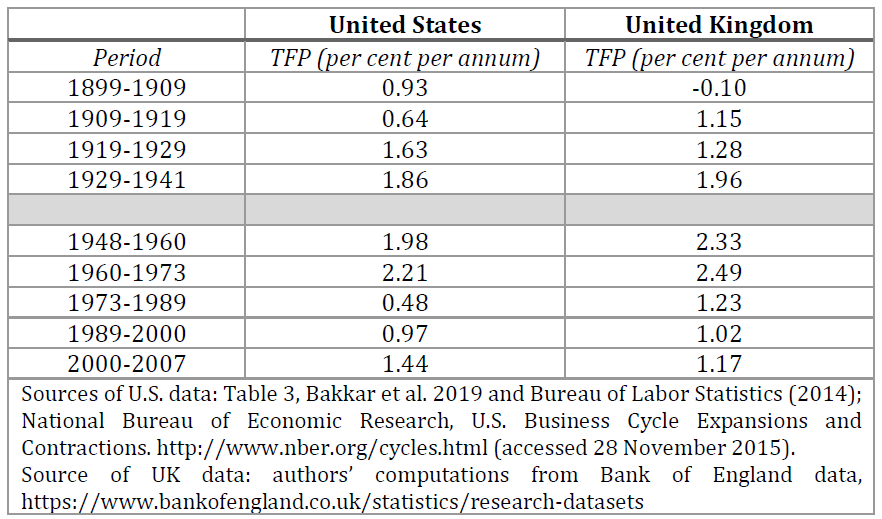 United States United Kingdom
Period TFP (per cent per annum) TFP (per cent per annum)
1899-1909 0.93 -0.10
1909-1919 0.64 1.15
1919-1929 1.63 1.28
1929-1941 1.86 1.96
1948-1960 1.98 2.33
1960-1973 2.21 2.49
1973-1989 0.48 1.23
1989-2000 0.97 1.02
2000-2007 1.44 1.17
Sources of U.S. data: Table 3, Bakkar et al. 2019 and Bureau of Labor Statistics (2014);
National Bureau of Economic Research, U.S. Business Cycle Expansions and
Contractions. http://www.nber.org/cycles.html (accessed 28 November 2015).
Source of UK data: authors’ computations from Bank of England data,
https://www.bankofengland.co.uk/statistics/research-datasets